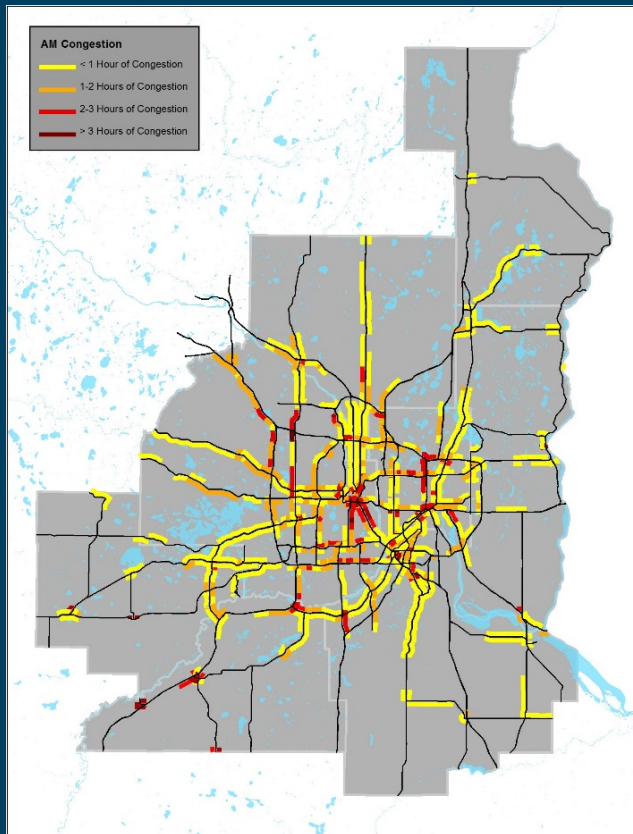 AM Congestion
< 1 Hour of Congestion
1-2 Hours of Congestion
2-3 Hours of Congestion
> 3 Hours of Congestion